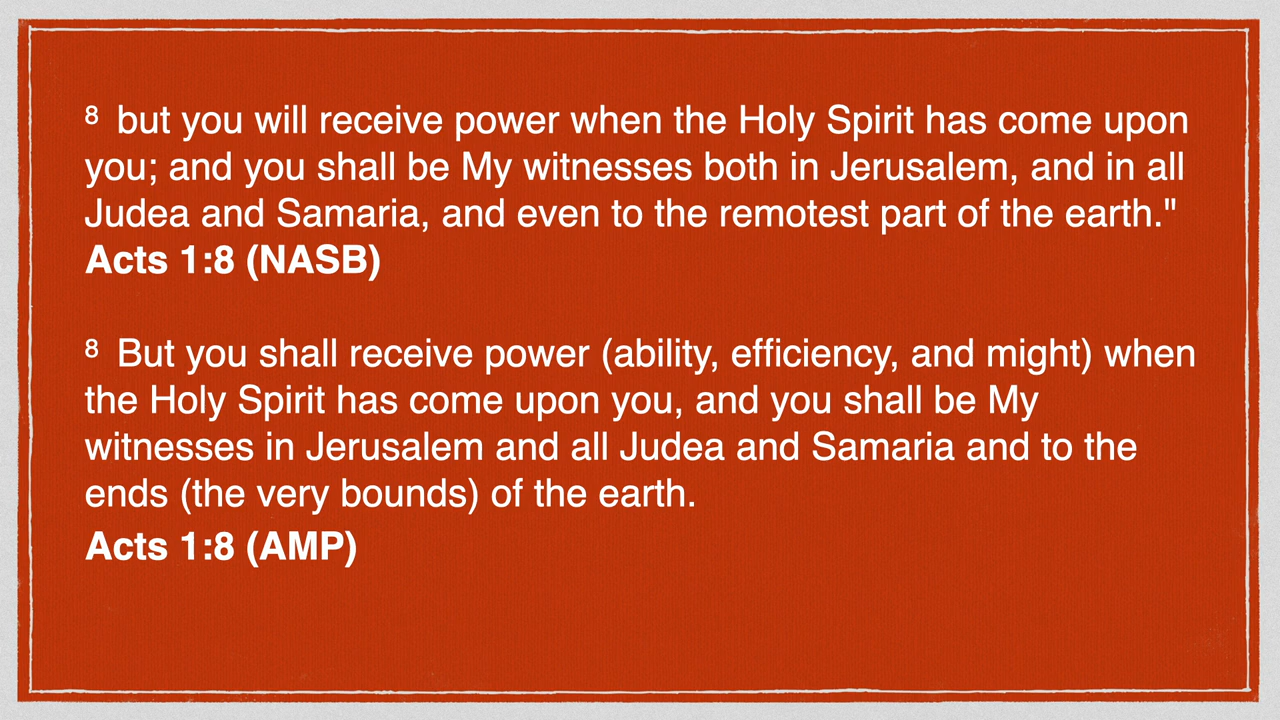 8 but you will receive power when the Holy Spirit has come upon
you; and you shall be My witnesses both in Jerusalem, and in all
Judea and Samaria, and even to the remotest part of the earth."
Acts 1:8 (NASB)
8 But you shall receive power (ability, efficiency, and might) when
the Holy Spirit has come upon you, and you shall be My
witnesses in Jerusalem and all Judea and Samaria and to the
ends (the very bounds) of the earth.
Acts 1:8 (AMP)